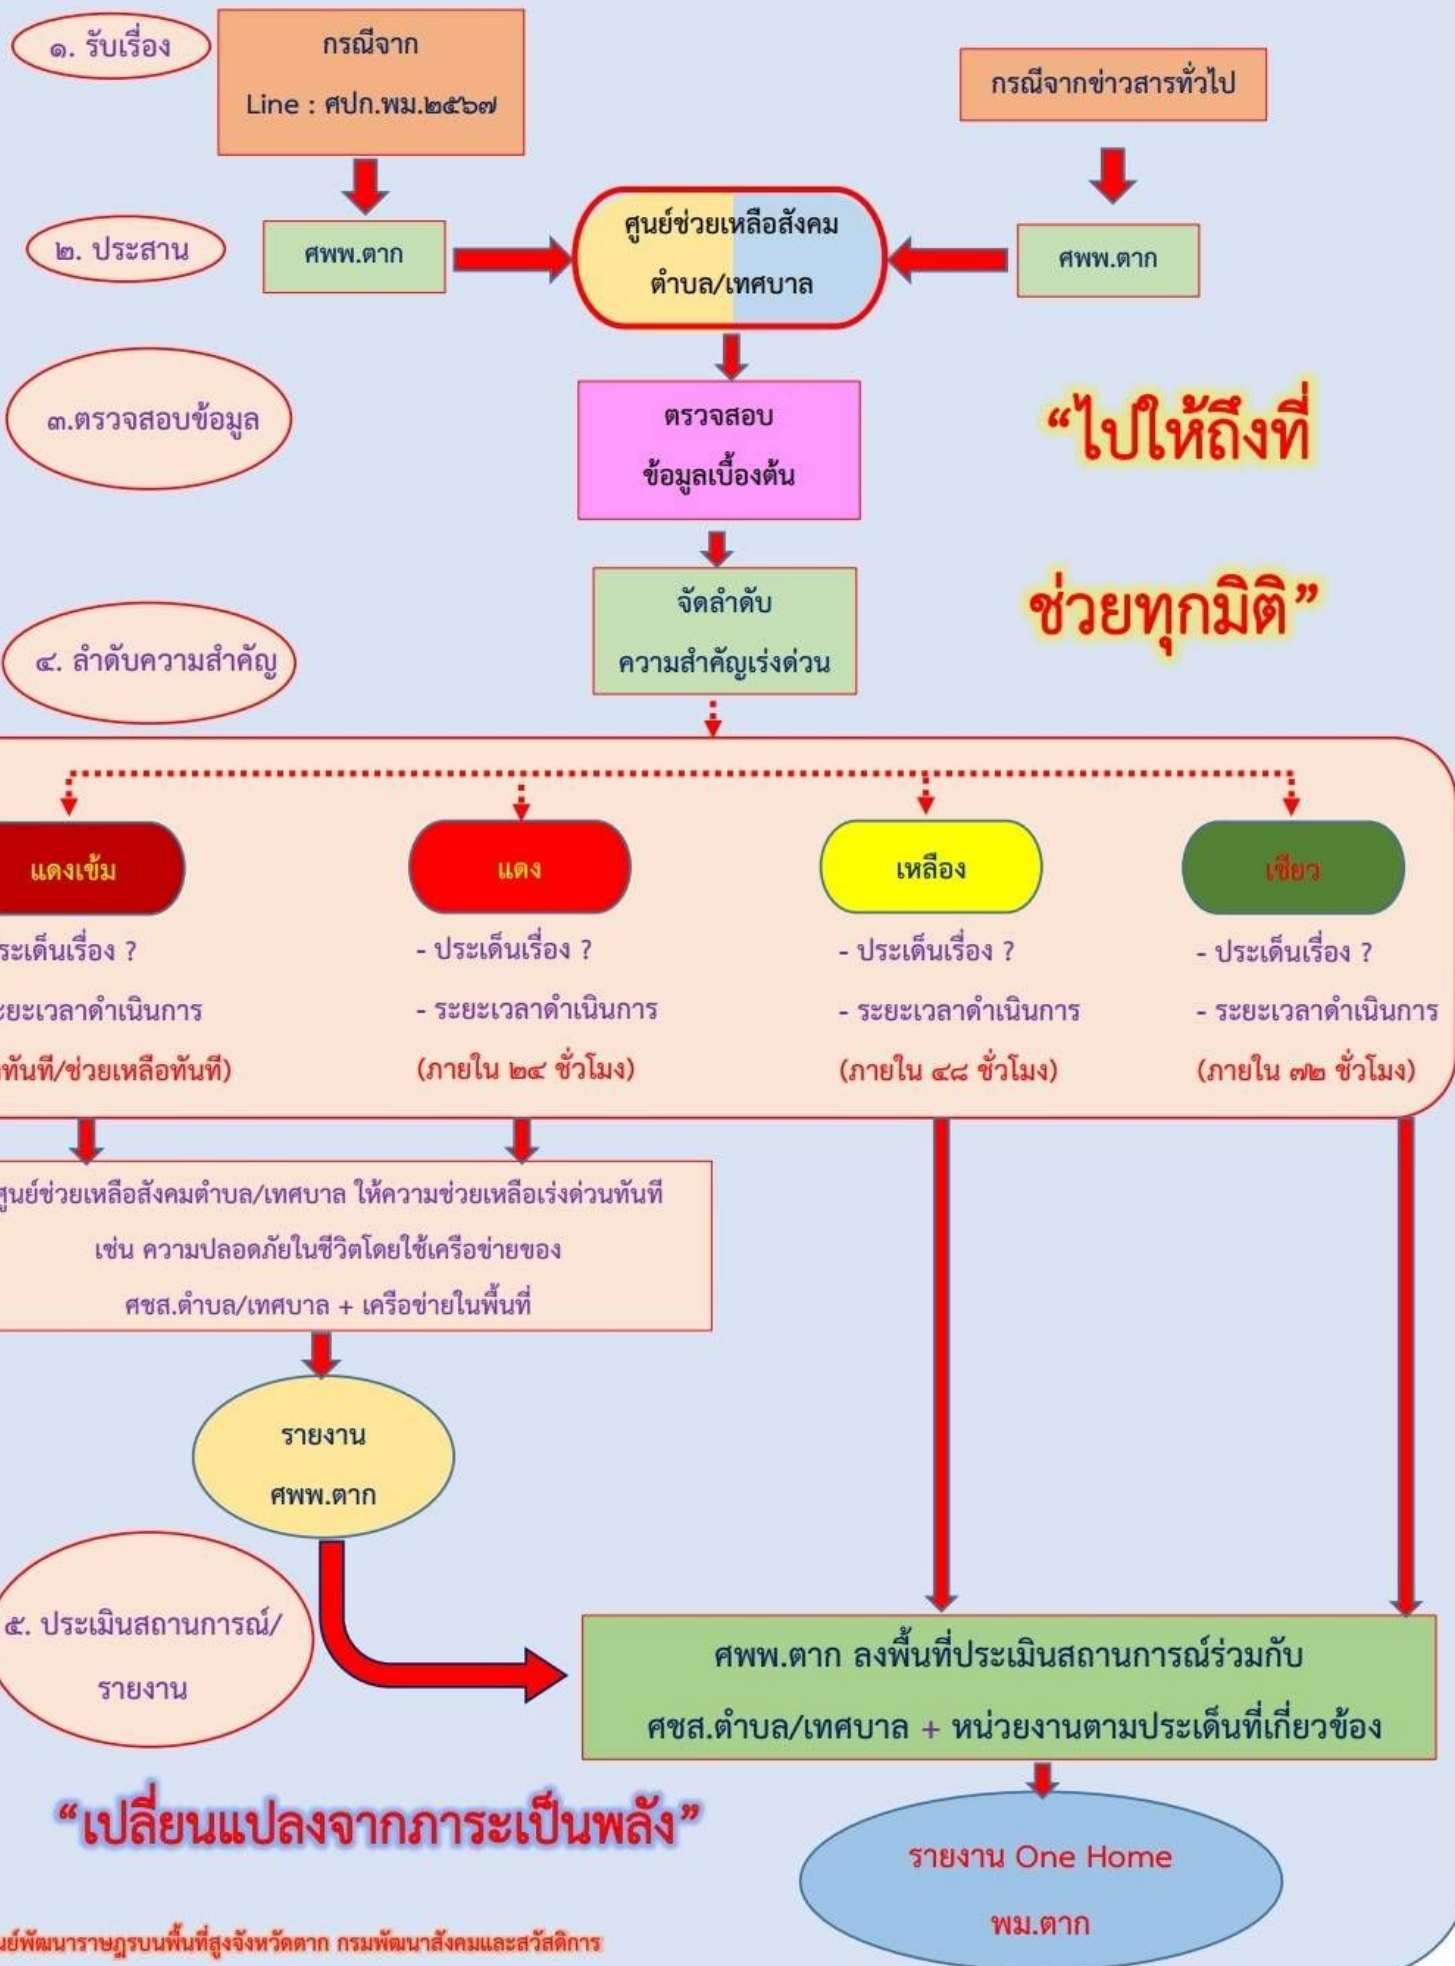 ๑. รับเรื่อง
กรณีจาก
Line : ศปก.พม.๒๕๖๗
กรณีจากข่าวสารทั่วไป
๒. ประสาน
ศพพ.ตาก
ศูนย์ช่วยเหลือสังคม
ตำบล/เทศบาล
ศพพ.ตาก
๓.ตรวจสอบข้อมูล
ตรวจสอบ
ข้อมูลเบื้องต้น
“ไปให้ถึงที่
ช่วยทุกมิติ”
๔. ลำดับความสำคัญ
จัดลำดับ
ความสำคัญเร่งด่วน
แดงเข้ม
แดง
เหลือง
เขียว
ระเด็นเรื่อง ?
- ประเด็นเรื่อง ?
- ประเด็นเรื่อง ?
- ประเด็นเรื่อง ?
ะยะเวลาดำเนินการ
- ระยะเวลาดำเนินการ
- ระยะเวลาดำเนินการ
- ระยะเวลาดำเนินการ
ทันที/ช่วยเหลือทันที)
(ภายใน ๒๔ ชั่วโมง)
(ภายใน ๔๘ ชั่วโมง)
(ภายใน ๗๒ ชั่วโมง)
ศูนย์ช่วยเหลือสังคมตำบล/เทศบาล ให้ความช่วยเหลือเร่งด่วนทันที
เช่น ความปลอดภัยในชีวิตโดยใช้เครือข่ายของ
ศชส.ตำบล/เทศบาล + เครือข่ายในพื้นที่
รายงาน
ศพพ.ตาก
๕. ประเมินสถานการณ์/
รายงาน
ศพพ.ตาก ลงพื้นที่ประเมินสถานการณ์ร่วมกับ
ศชส.ตำบล/เทศบาล + หน่วยงานตามประเด็นที่เกี่ยวข้อง
“เปลี่ยนแปลงจากภาระเป็นพลัง”
รายงาน One Home
พม.ตาก
นย์พัฒนาราษฎรบนพื้นที่สูงจังหวัดตาก กรมพัฒนาสังคมและสวัสดิการ